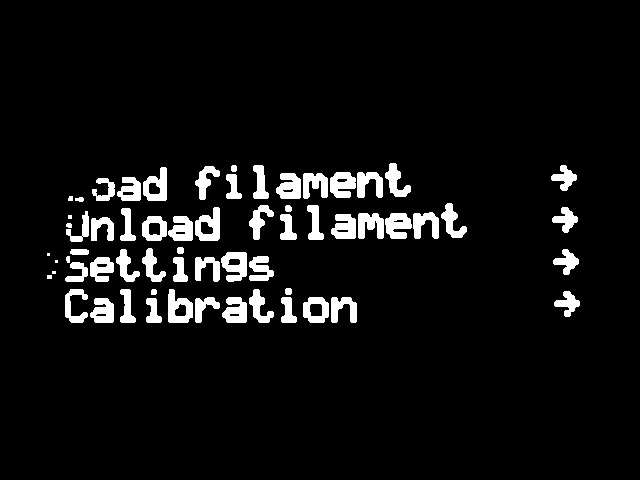 Load filament →
Unload filament →
>Settings →
Calibration →